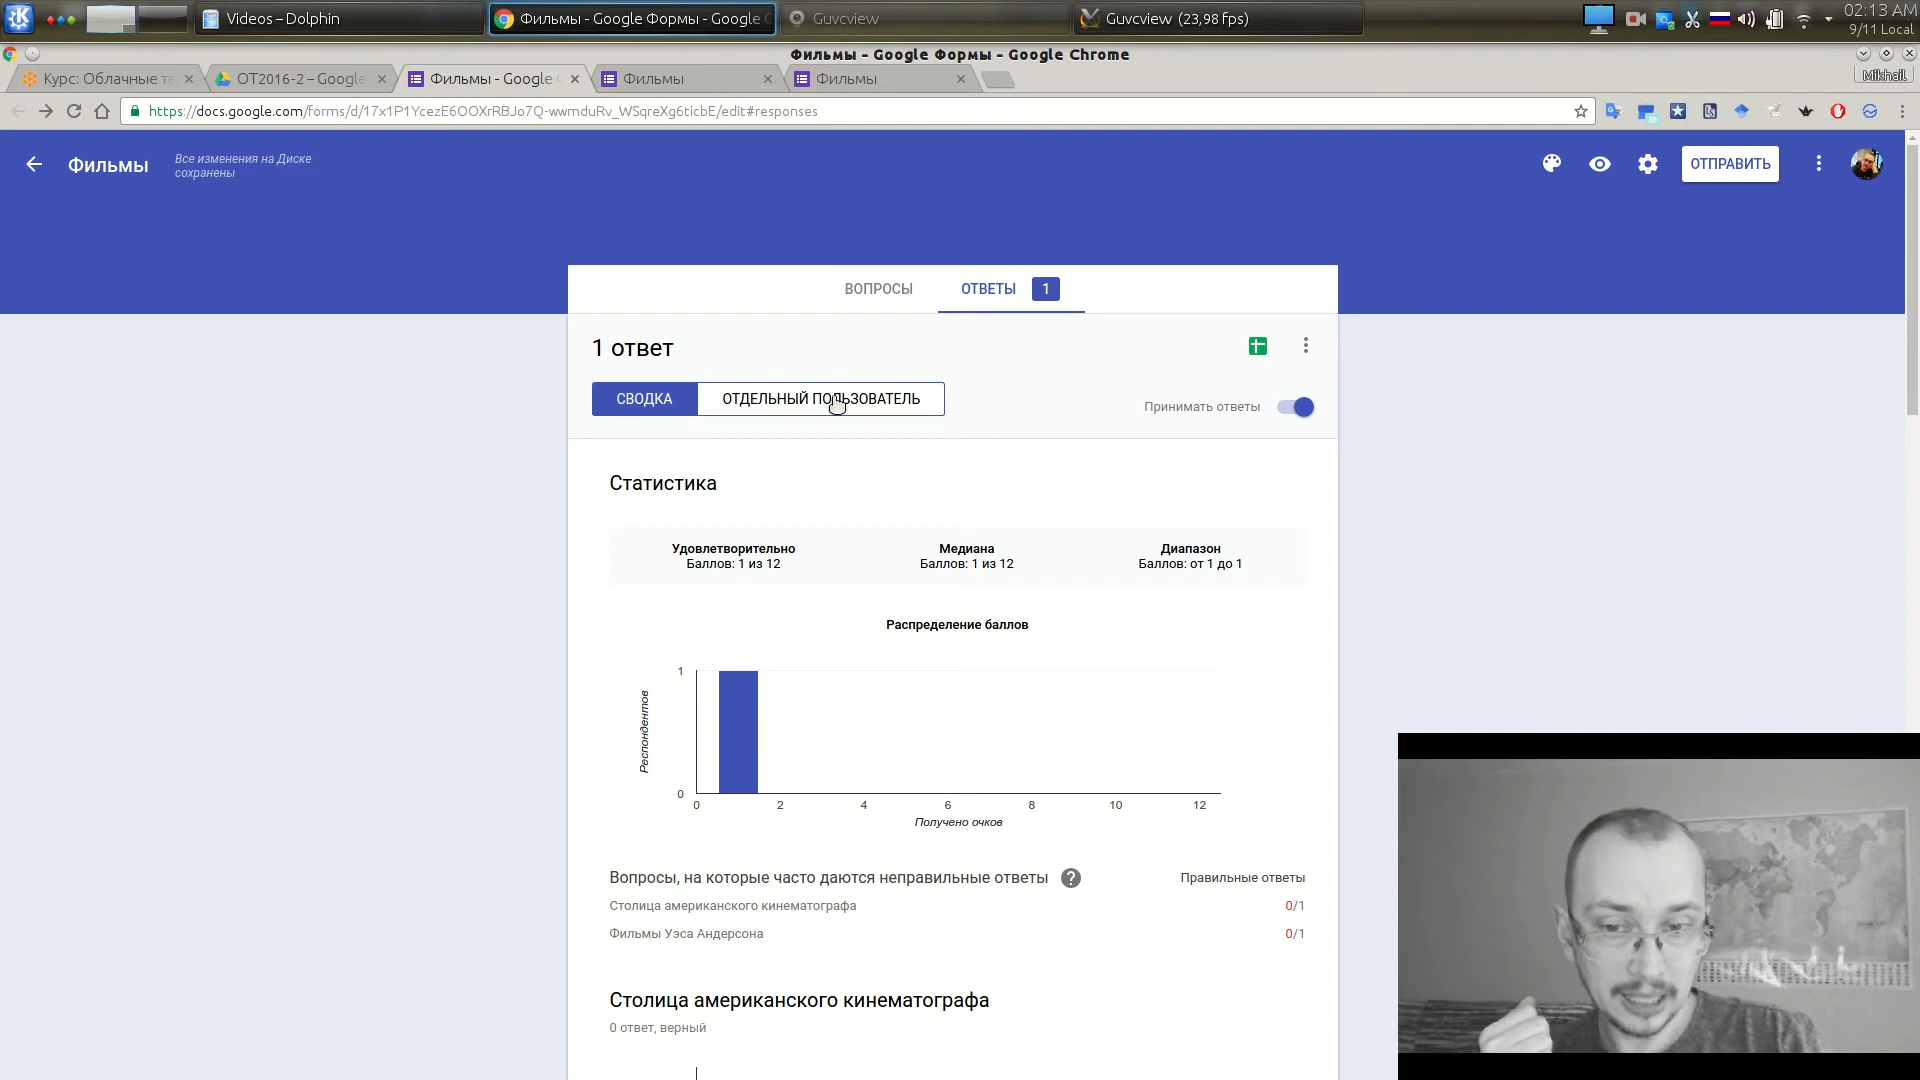 Videos – Dolphin
Фильмы - Google Формы - Google C
Guvcview
Guvcview (23,98 fps)
02:13 AM
9/11 Local
Фильмы - Google Формы - Google Chrome
Курс: Облачные те
OT2016-2 – Google
Фильмы - Google
Фильмы
Фильмы
Mikhail
https://docs.google.com/forms/d/17x1P1YcezE6OOXrRBJo7Q-wwmduRv_WSqreXg6ticbE/edit#responses
Фильмы
Все изменения на Диске
сохранены
ОТПРАВИТЬ
ВОПРОСЫ
ОТВЕТЫ
1
1 ответ
СВОДКА
ОТДЕЛЬНЫЙ ПОЛЬЗОВАТЕЛЬ
Принимать ответы
Статистика
Удовлетворительно
Баллов: 1 из 12
Медиана
Баллов: 1 из 12
Диапазон
Баллов: от 1 до 1
Распределение баллов
1
Респондентов
0
0 2 4 6 8 10 12
Получено очков
Вопросы, на которые часто даются неправильные ответы ?
Правильные ответы
Столица американского кинематографа
0/1
Фильмы Уэса Андерсона
0/1
Столица американского кинематографа
0 ответ, верный